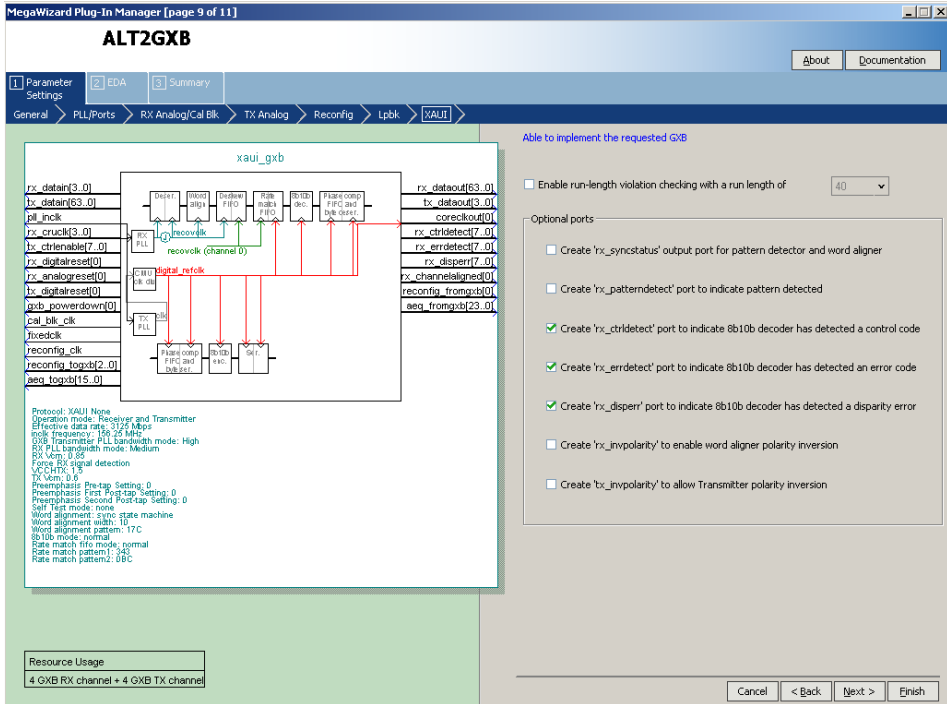 MegaWizard Plug-In Manager [page 9 of 11]
ALT2GXB
About
Documentation
1 Parameter Settings
2 EDA
3 Summary
General
PLL/Ports
RX Analog/Cal Blk
TX Analog
Reconfig
Lpbk
XAUI
xaui_gxb
rx_datain[3..0]
tx_datain[63..0]
pll_inclk
rx_cruclk[3..0]
tx_ctrlenable[7..0]
rx_digitalreset[0]
rx_analogreset[0]
tx_digitalreset[0]
gxb_powerdown[0]
cal_blk_clk
fixedclk
reconfig_clk
reconfig_togxb[2..0]
aeq_togxb[15..0]
Deser.
Word align
Deskew FIFO
Rate match FIFO
8b10b dec.
Phase comp FIFO and byte deser.
RX PLL
recovclk
recovclk (channel 0)
CMU clk div
digital_refclk
TX PLL
clk
Phase comp FIFO and byte ser.
8b10b enc.
Ser.
rx_dataout[63..0]
tx_dataout[3..0]
coreclkout[0]
rx_ctrldetect[7..0]
rx_errdetect[7..0]
rx_disperr[7..0]
rx_channelaligned[0]
reconfig_fromgxb[0]
aeq_fromgxb[23..0]
Protocol: XAUI None
Operation mode: Receiver and Transmitter
Effective data rate: 3125 Mbps
inclk frequency: 156.25 MHz
GXB Transmitter PLL bandwidth mode: High
RX PLL bandwidth mode: Medium
RX Vcm: 0.85
Force RX signal detection
VCCHTX: 1.5
TX Vcm: 0.6
Preemphasis Pre-tap Setting: 0
Preemphasis First Post-tap Setting: 0
Preemphasis Second Post-tap Setting: 0
Self Test mode: none
Word alignment: sync state machine
Word alignment width: 10
Word alignment pattern: 17C
8b10b mode: normal
Rate match fifo mode: normal
Rate match pattern1: 343
Rate match pattern2: 0BC
Resource Usage
4 GXB RX channel + 4 GXB TX channel
Able to implement the requested GXB
Enable run-length violation checking with a run length of
40
Optional ports
Create 'rx_syncstatus' output port for pattern detector and word aligner
Create 'rx_patterndetect' port to indicate pattern detected
Create 'rx_ctrldetect' port to indicate 8b10b decoder has detected a control code
Create 'rx_errdetect' port to indicate 8b10b decoder has detected an error code
Create 'rx_disperr' port to indicate 8b10b decoder has detected a disparity error
Create 'rx_invpolarity' to enable word aligner polarity inversion
Create 'tx_invpolarity' to allow Transmitter polarity inversion
Cancel
< Back
Next >
Finish